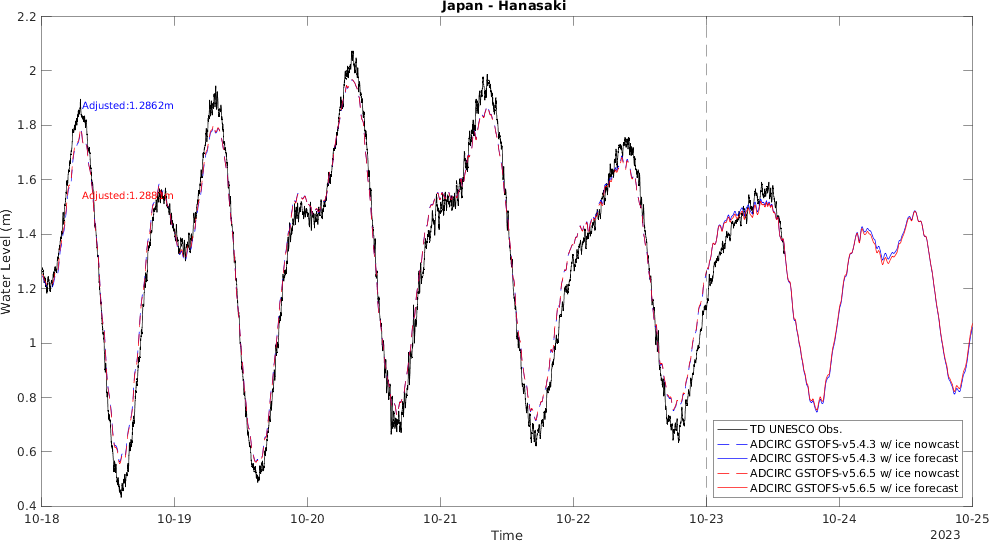 Japan - Hanasaki
2.2
2
1.8
1.6
1.4
1.2
1
0.8
0.6
0.4
Water Level (m)
Adjusted:1.2862m
TD UNESCO Obs.
ADCIRC GSTOFS-v5.4.3 w/ ice nowcast
ADCIRC GSTOFS-v5.4.3 w/ ice forecast
ADCIRC GSTOFS-v5.6.5 w/ ice nowcast
ADCIRC GSTOFS-v5.6.5 w/ ice forecast
10-18 10-19 10-20 10-21 10-22 10-23 10-24 10-25
Time
2023